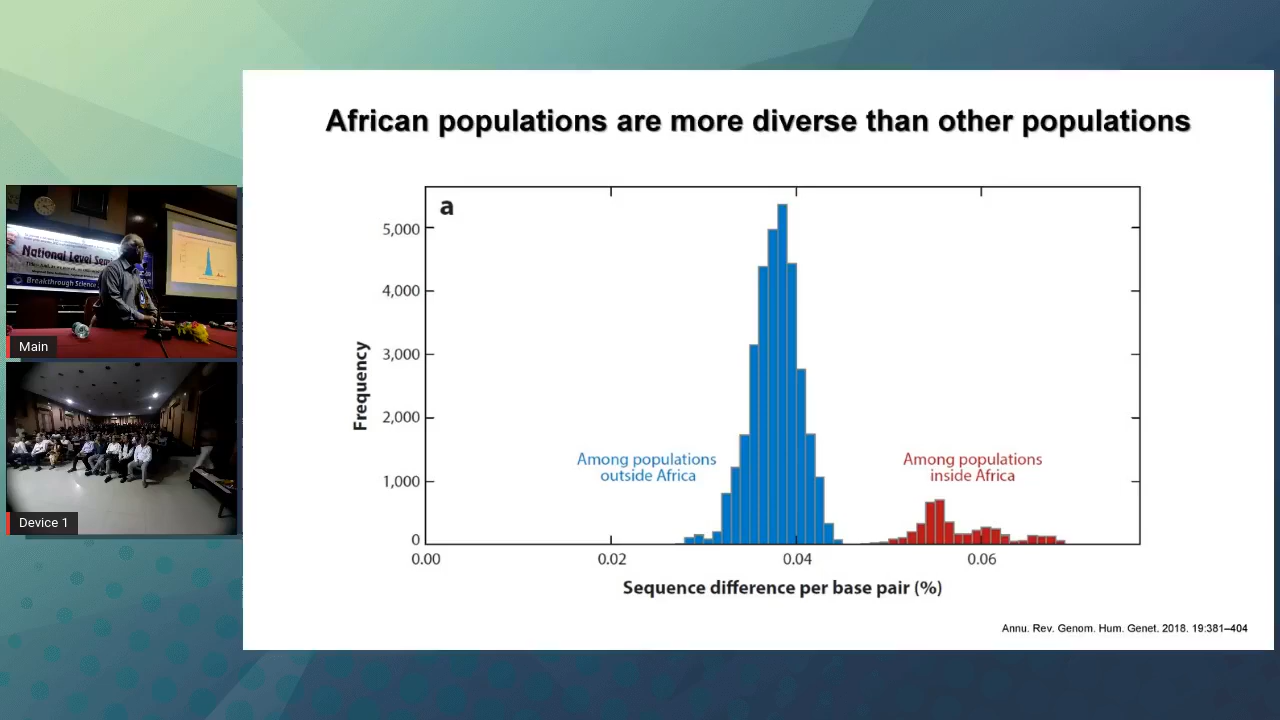 African populations are more diverse than other populations
a
5,000
4,000
3,000
2,000
1,000
0
Frequency
Among populations
outside Africa
Among populations
inside Africa
0.00
0.02
0.04
0.06
Sequence difference per base pair (%)
Annu. Rev. Genom. Hum. Genet. 2018. 19:381–404
National Level
Breakthrough Science
Main
Device 1